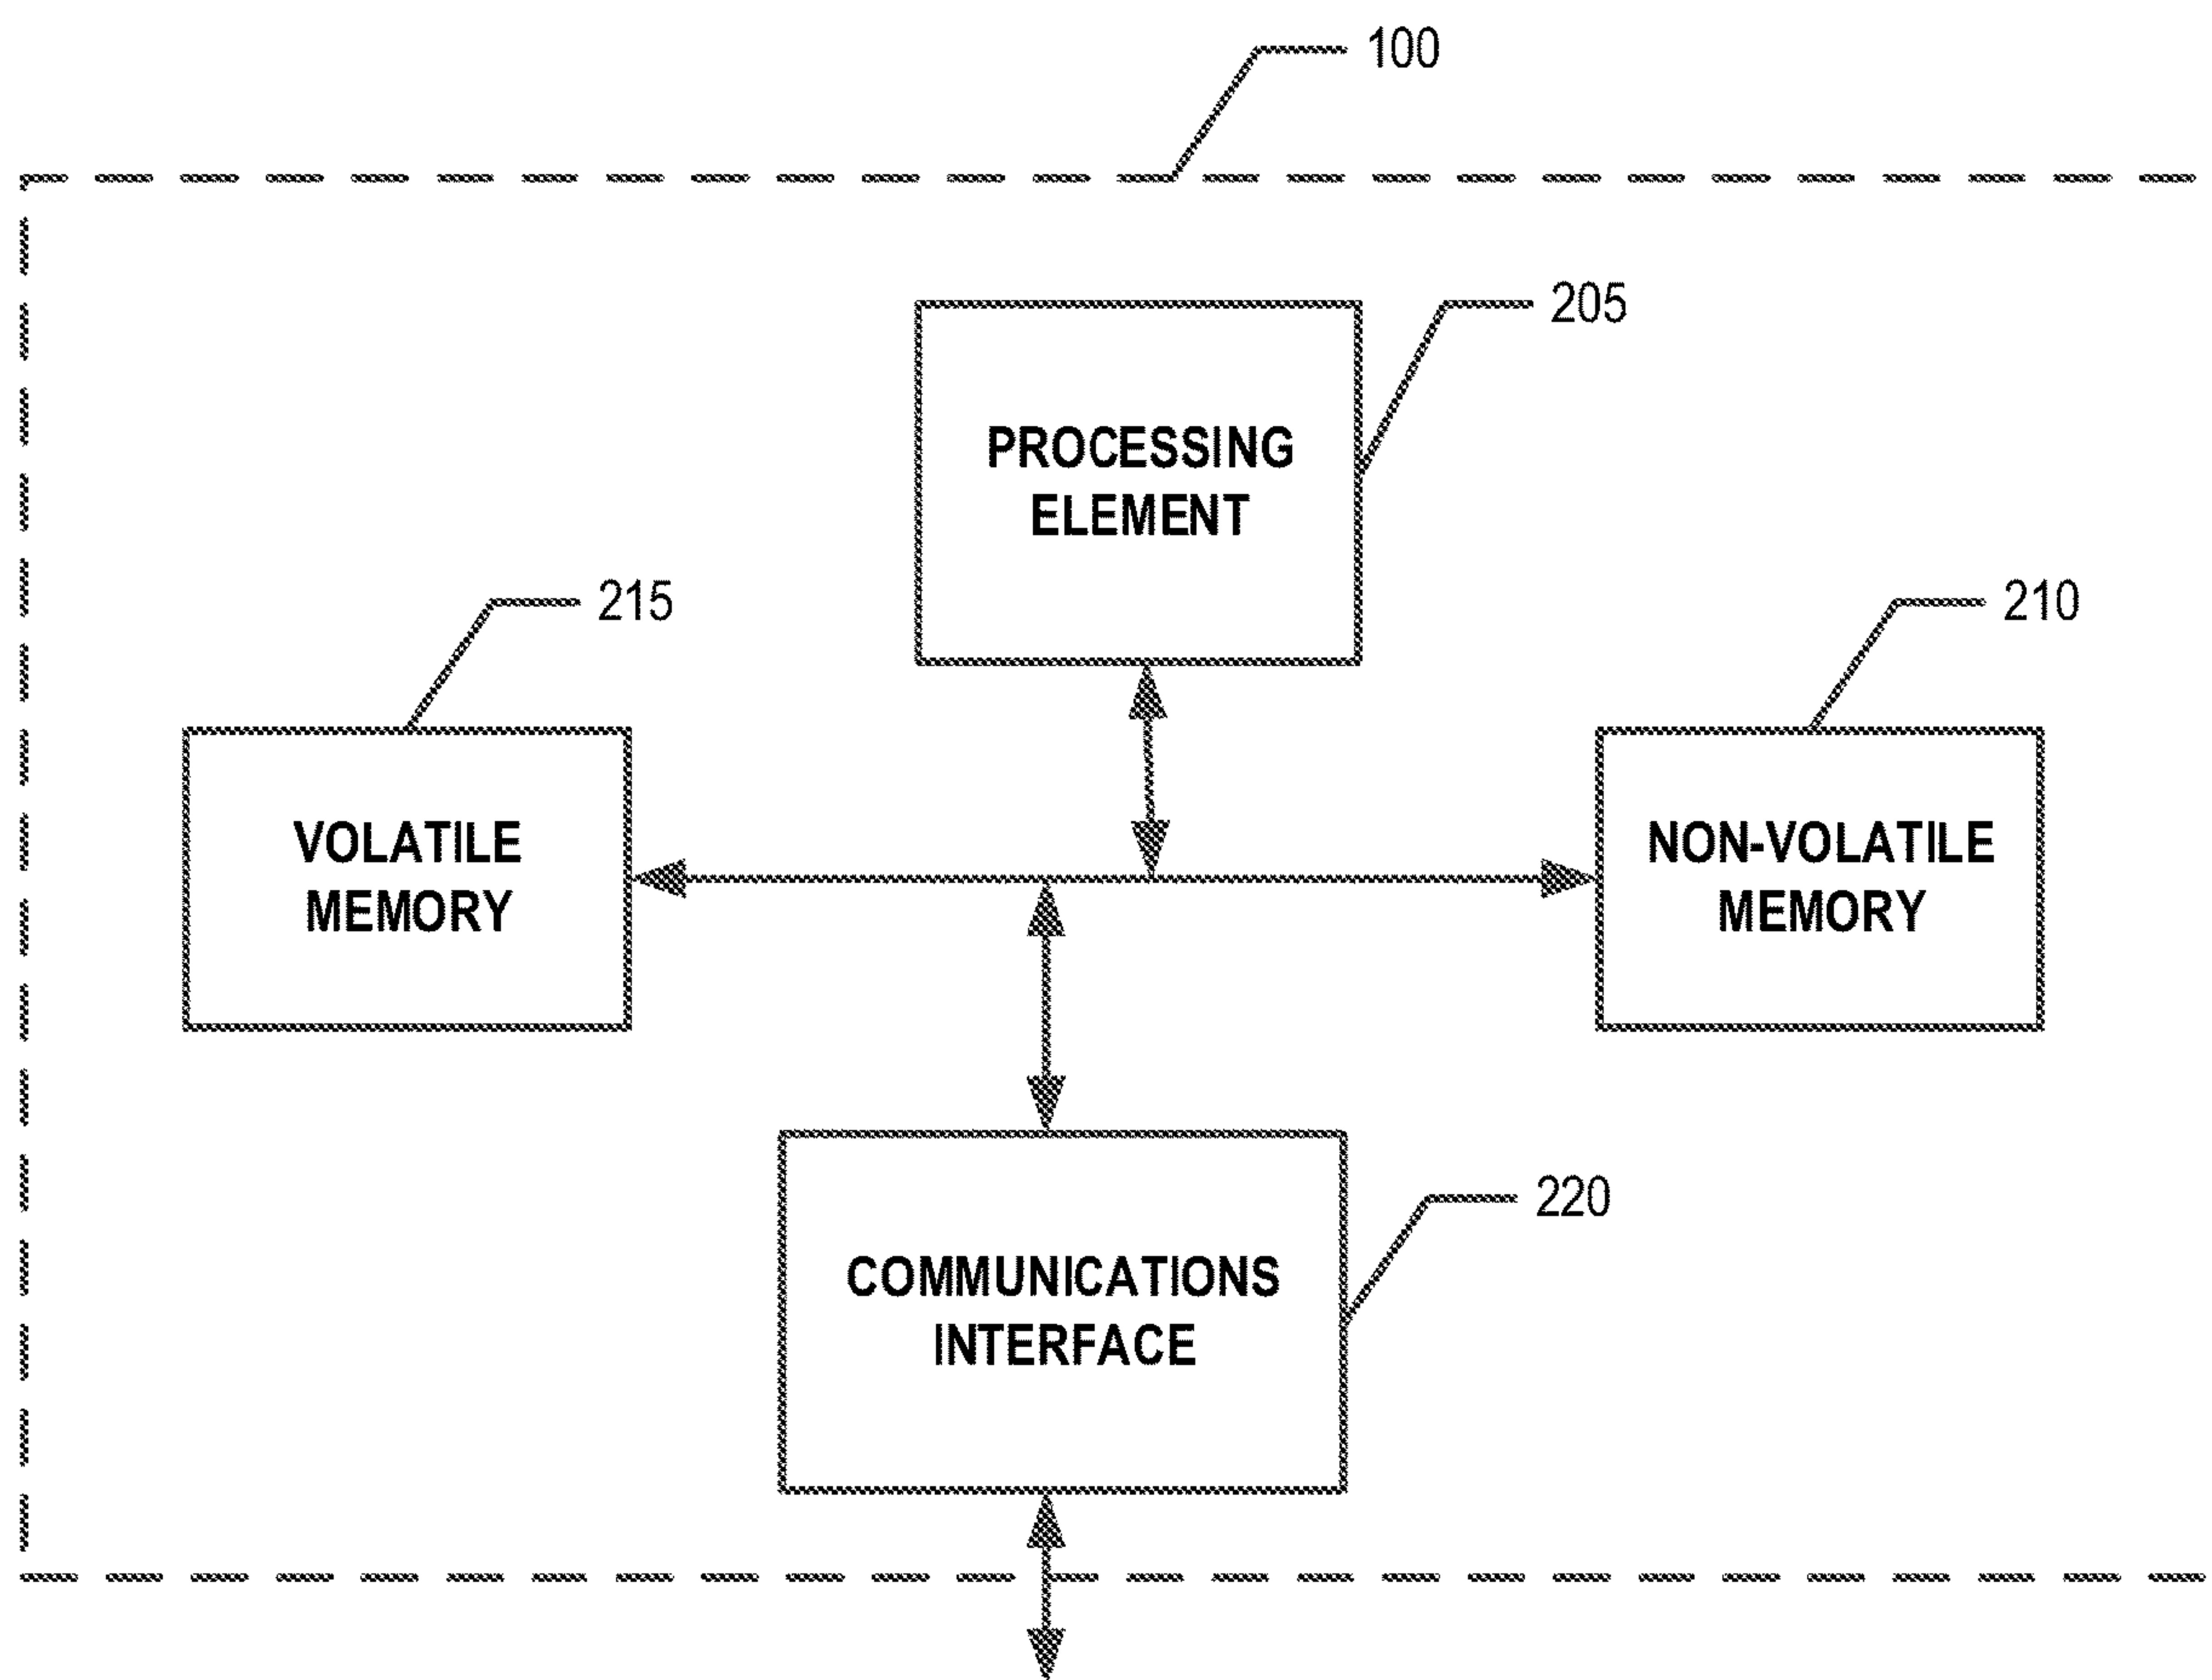 100
205
PROCESSING
ELEMENT
215
210
VOLATILE
MEMORY
NON-VOLATILE
MEMORY
220
COMMUNICATIONS
INTERFACE